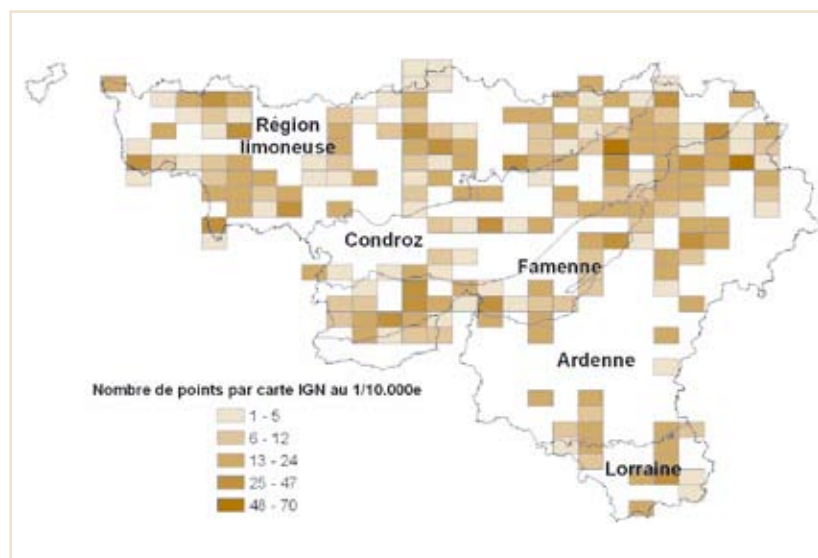 Région
limoneuse
Condroz
Famenne
Ardenne
Nombre de points par carte IGN au 1/10.000e
1 - 5
6 - 12
13 - 24
25 - 47
48 - 70
Lorraine